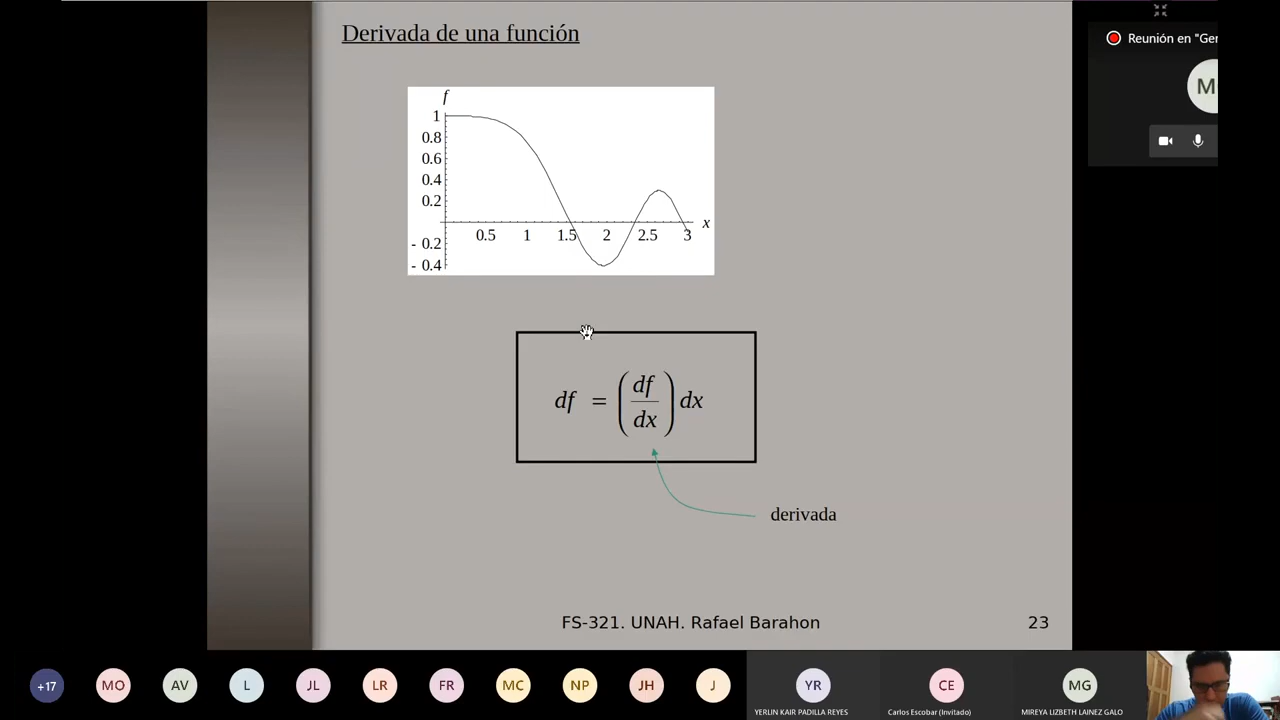 Derivada de una función
Reunión en "Ger
M
f
1
0.8
0.6
0.4
0.2
- 0.2
- 0.4
0.5 1 1.5 2 2.5 3
x
df = (df/dx) dx
derivada
FS-321. UNAH. Rafael Barahon
23
+17 MO AV L JL LR FR MC NP JH J YR CE MG
YERLIN KAIR PADILLA REYES
Carlos Escobar (Invitado)
MIREYA LIZBETH LAINEZ GALO